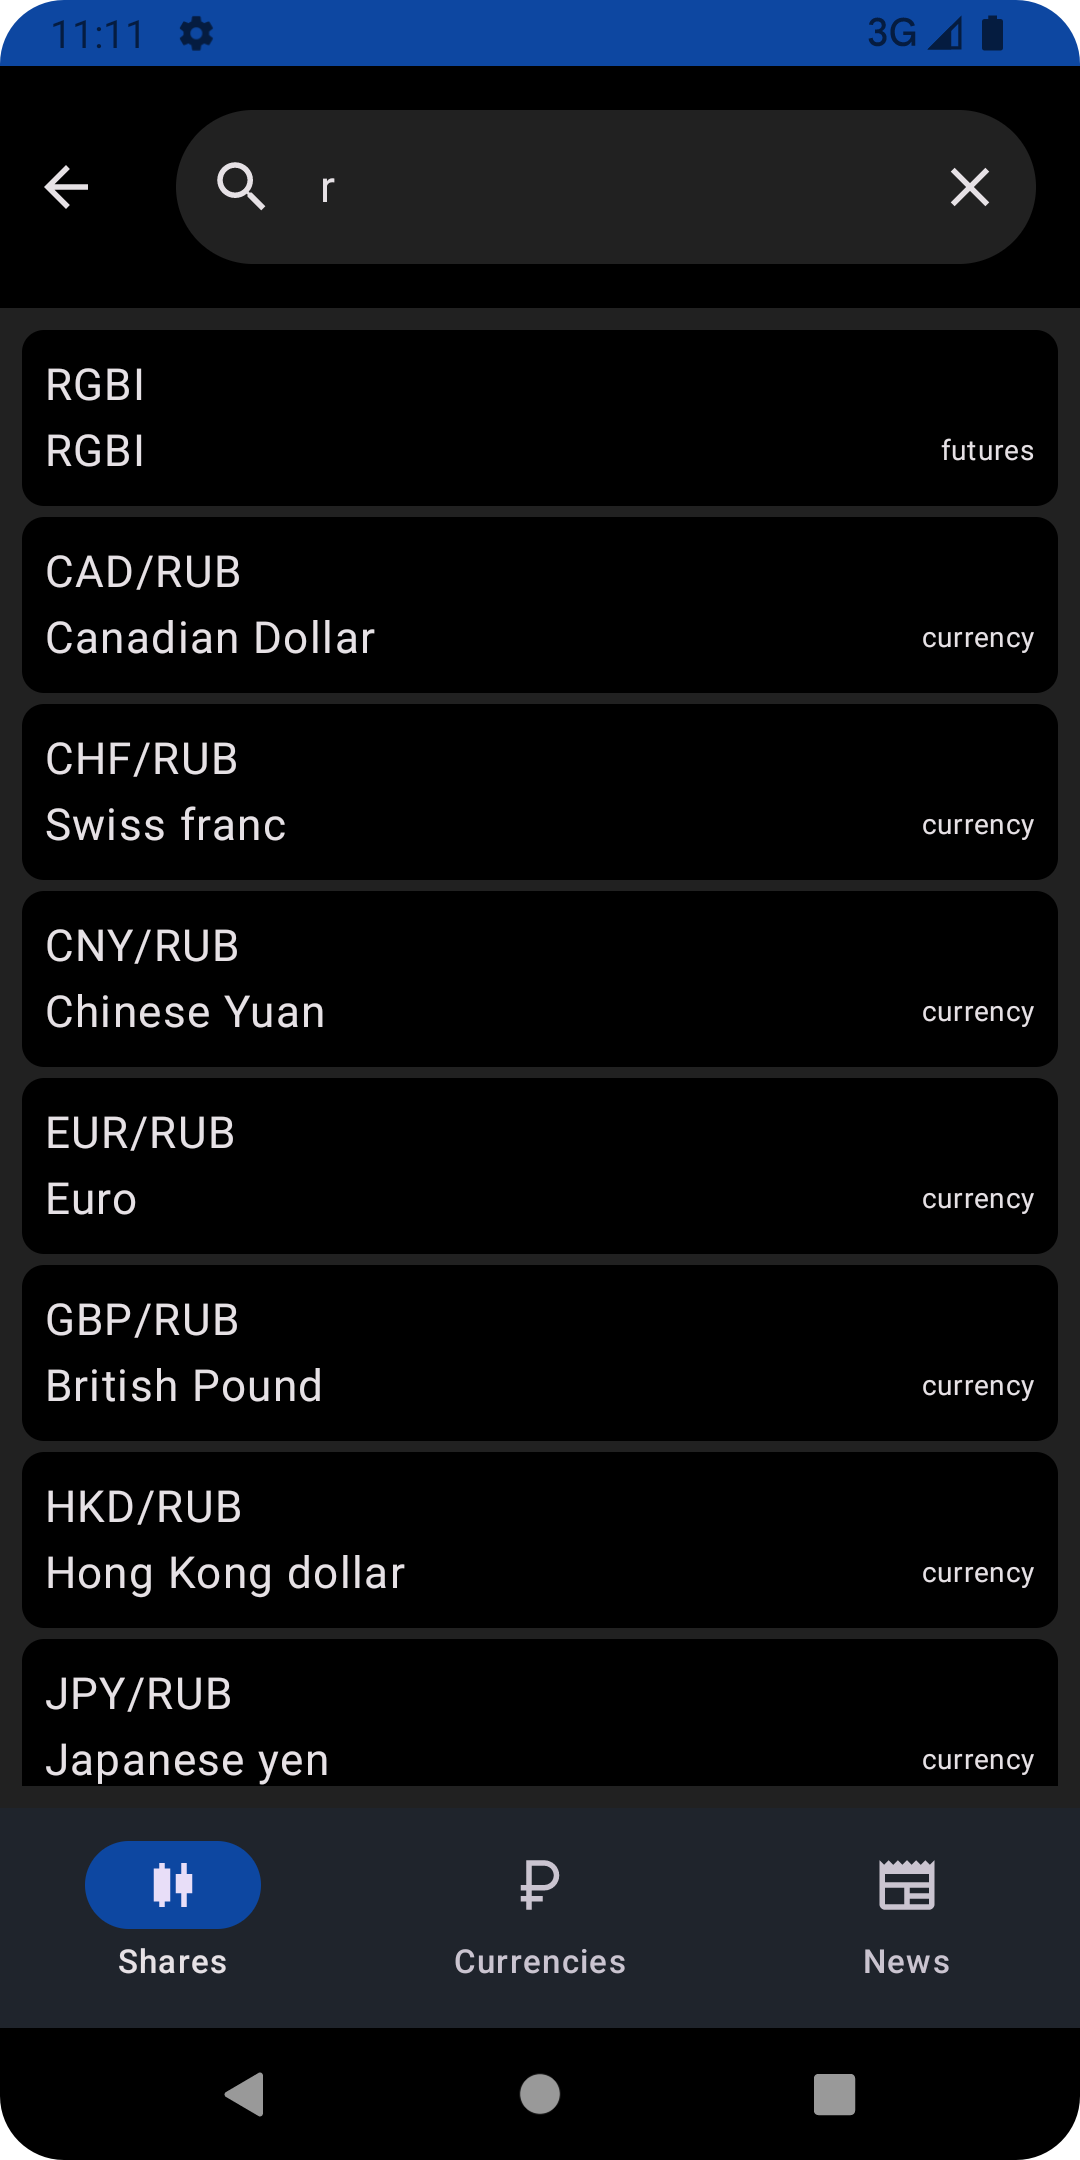 11:11
3G
r
RGBI
RGBI
futures
CAD/RUB
Canadian Dollar
currency
CHF/RUB
Swiss franc
currency
CNY/RUB
Chinese Yuan
currency
EUR/RUB
Euro
currency
GBP/RUB
British Pound
currency
HKD/RUB
Hong Kong dollar
currency
JPY/RUB
Japanese yen
currency
Shares
Currencies
News